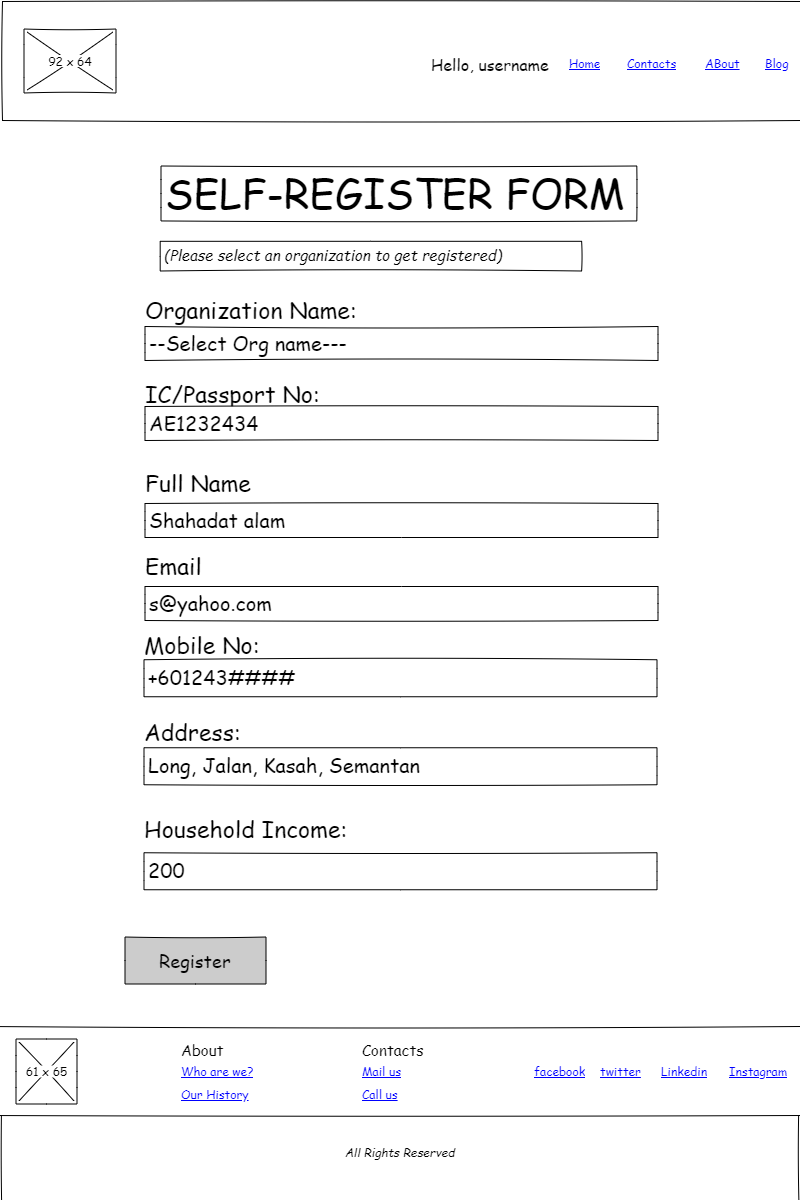 92 x 64
Hello, username Home Contacts ABout Blog
SELF-REGISTER FORM
(Please select an organization to get registered)
Organization Name:
--Select Org name---
IC/Passport No:
AE1232434
Full Name
Shahadat alam
Email
s@yahoo.com
Mobile No:
+601243####
Address:
Long, Jalan, Kasah, Semantan
Household Income:
200
Register
61 x 65
About
Who are we?
Our History
Contacts
Mail us
Call us
facebook twitter Linkedin Instagram
All Rights Reserved